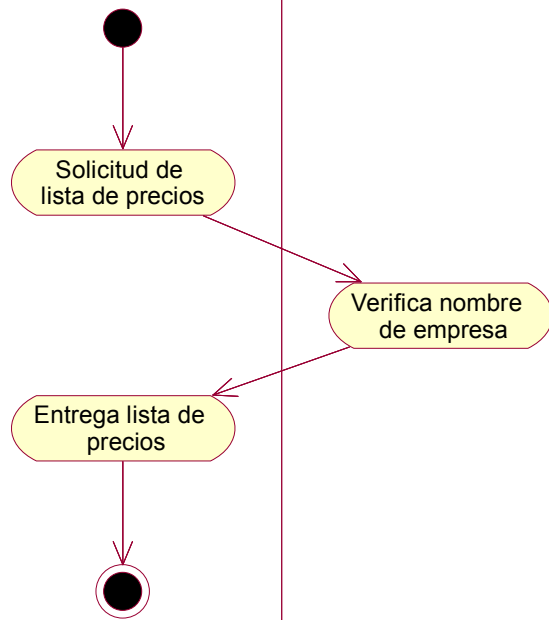 Solicitud de
lista de precios
Verifica nombre
de empresa
Entrega lista de
precios